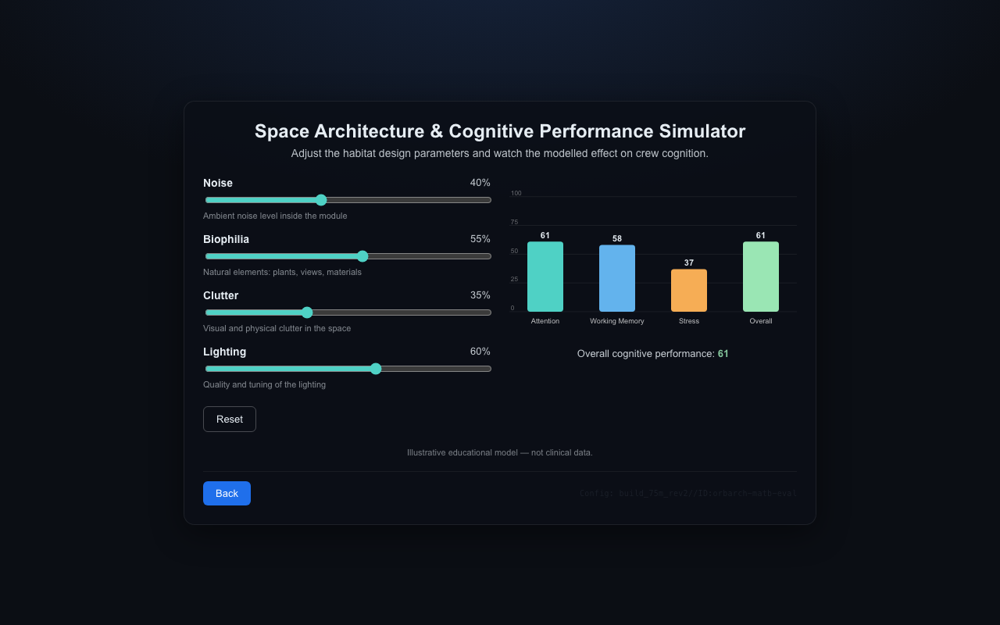 Space Architecture & Cognitive Performance Simulator
Adjust the habitat design parameters and watch the modelled effect on crew cognition.
Noise 40%
Ambient noise level inside the module
Biophilia 55%
Natural elements: plants, views, materials
Clutter 35%
Visual and physical clutter in the space
Lighting 60%
Quality and tuning of the lighting
Reset
100
75
50
25
0
61 58 37 61
Attention Working Memory Stress Overall
Overall cognitive performance: 61
Illustrative educational model — not clinical data.
Back
Config: build_75m_rev2//ID:orbarch-matb-eval